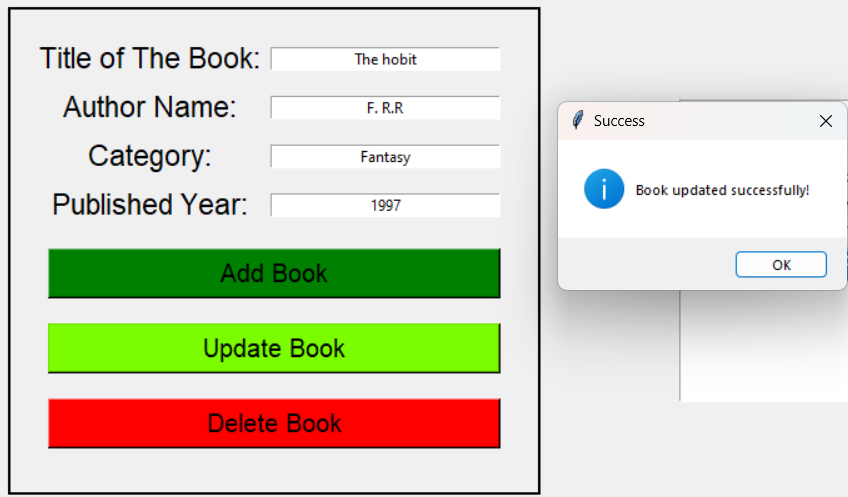 Title of The Book: The hobit
Author Name: F. R.R
Category: Fantasy
Published Year: 1997
Add Book
Update Book
Delete Book
Success
Book updated successfully!
OK